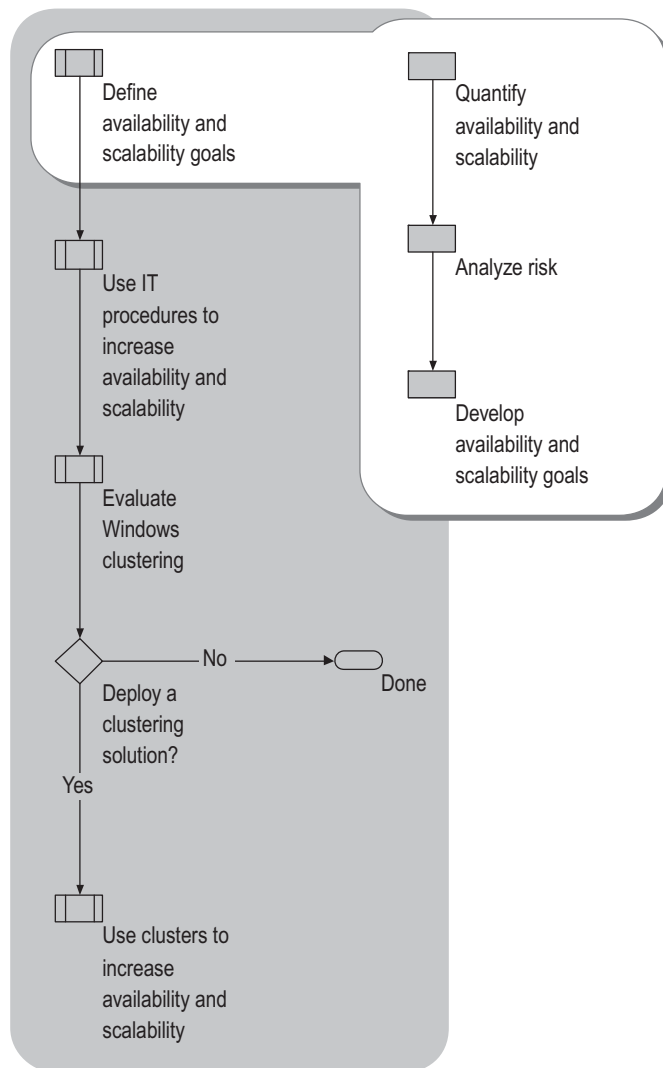 Define
availability and
scalability goals
Use IT
procedures to
increase
availability and
scalability
Evaluate
Windows
clustering
Deploy a
clustering
solution?
No
Done
Yes
Use clusters to
increase
availability and
scalability
Quantify
availability and
scalability
Analyze risk
Develop
availability and
scalability goals